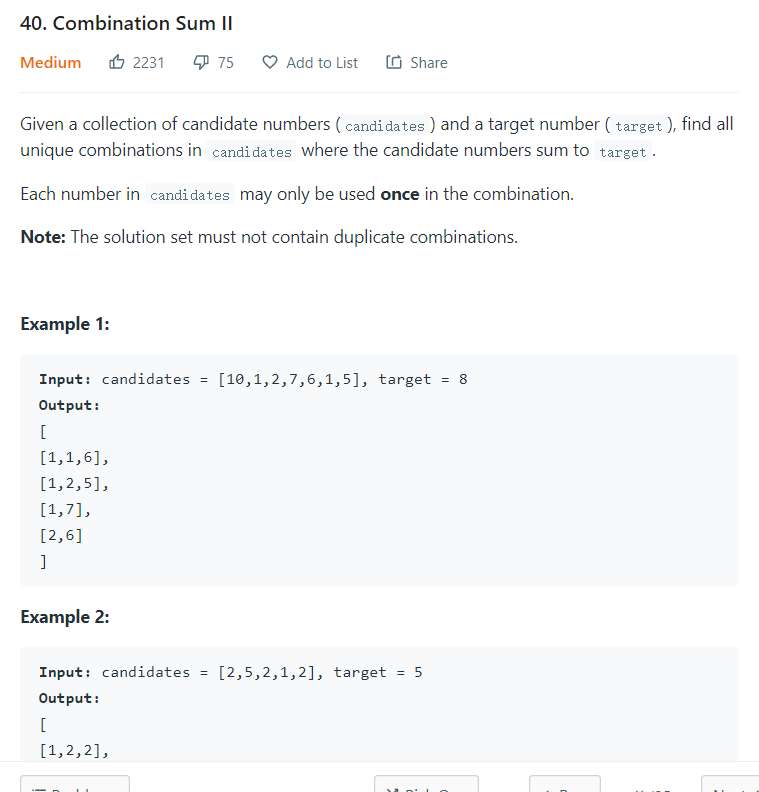 40. Combination Sum II
Medium 2231 75 Add to List Share
Given a collection of candidate numbers ( candidates ) and a target number ( target ), find all
unique combinations in candidates where the candidate numbers sum to target .
Each number in candidates may only be used once in the combination.
Note: The solution set must not contain duplicate combinations.
Example 1:
Input: candidates = [10,1,2,7,6,1,5], target = 8
Output:
[
[1,1,6],
[1,2,5],
[1,7],
[2,6]
]
Example 2:
Input: candidates = [2,5,2,1,2], target = 5
Output:
[
[1,2,2],